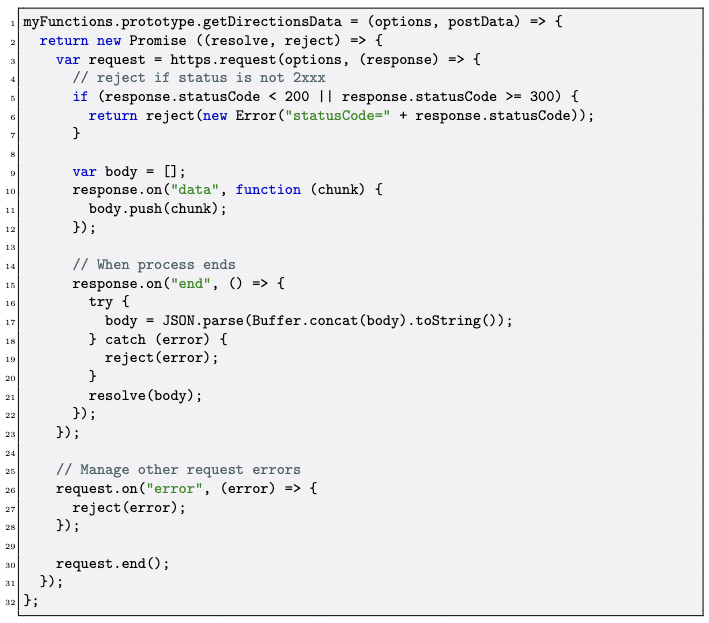 1 myFunctions.prototype.getDirectionsData = (options, postData) => {
2   return new Promise ((resolve, reject) => {
3     var request = https.request(options, (response) => {
4       // reject if status is not 2xxx
5       if (response.statusCode < 200 || response.statusCode >= 300) {
6         return reject(new Error("statusCode=" + response.statusCode));
7       }
8
9       var body = [];
10       response.on("data", function (chunk) {
11         body.push(chunk);
12       });
13
14       // When process ends
15       response.on("end", () => {
16         try {
17           body = JSON.parse(Buffer.concat(body).toString());
18         } catch (error) {
19           reject(error);
20         }
21         resolve(body);
22       });
23     });
24
25     // Manage other request errors
26     request.on("error", (error) => {
27       reject(error);
28     });
29
30     request.end();
31   });
32 };